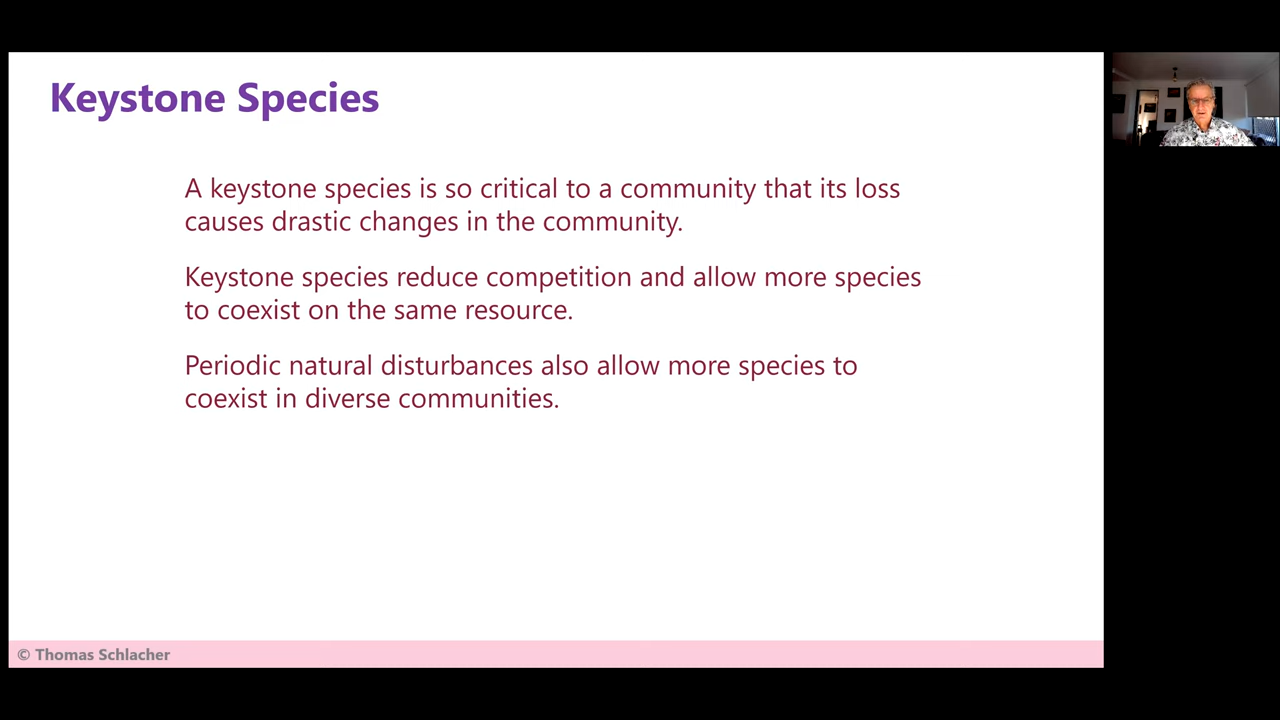 Keystone Species
A keystone species is so critical to a community that its loss
causes drastic changes in the community.
Keystone species reduce competition and allow more species
to coexist on the same resource.
Periodic natural disturbances also allow more species to
coexist in diverse communities.
© Thomas Schlacher